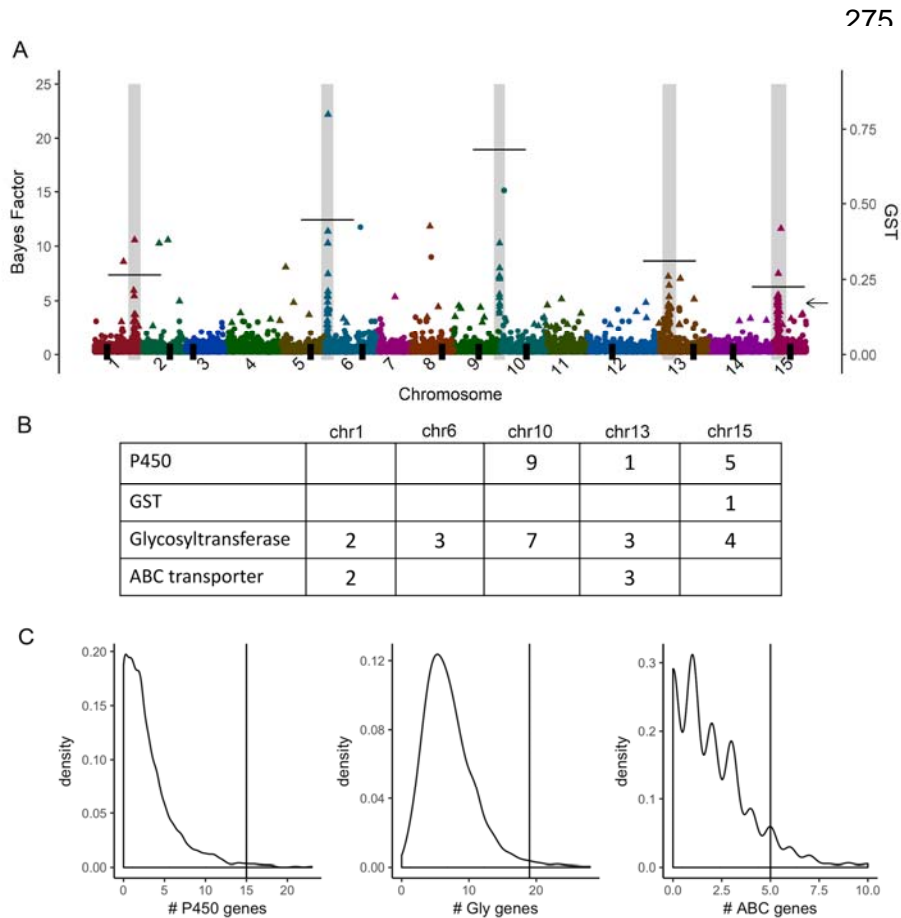 275
A
25
20
15
10
5
0
Bayes Factor
0.75
0.50
0.25
0.00
GST
1 2 3 4 5 6 7 8 9 10 11 12 13 14 15
Chromosome
B
chr1 chr6 chr10 chr13 chr15
P450 9 1 5
GST 1
Glycosyltransferase 2 3 7 3 4
ABC transporter 2 3
C
0.20
0.15
0.10
0.05
0.00
density
0 5 10 15 20
# P450 genes
0.12
0.08
0.04
0.00
density
0 10 20
# Gly genes
0.3
0.2
0.1
0.0
density
0.0 2.5 5.0 7.5 10.0
# ABC genes